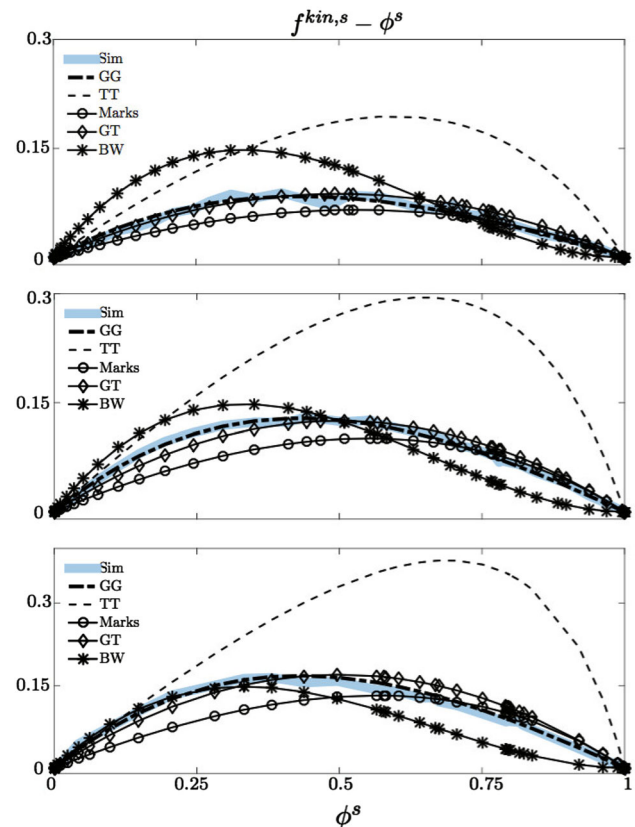 f^{kin,s} − ϕ^s
0.3
Sim
GG
TT
Marks
GT
BW
0.15
0
0.3
Sim
GG
TT
Marks
GT
BW
0.15
0
Sim
GG
TT
Marks
GT
BW
0.3
0.15
0
0 0.25 0.5 0.75 1
ϕ^s